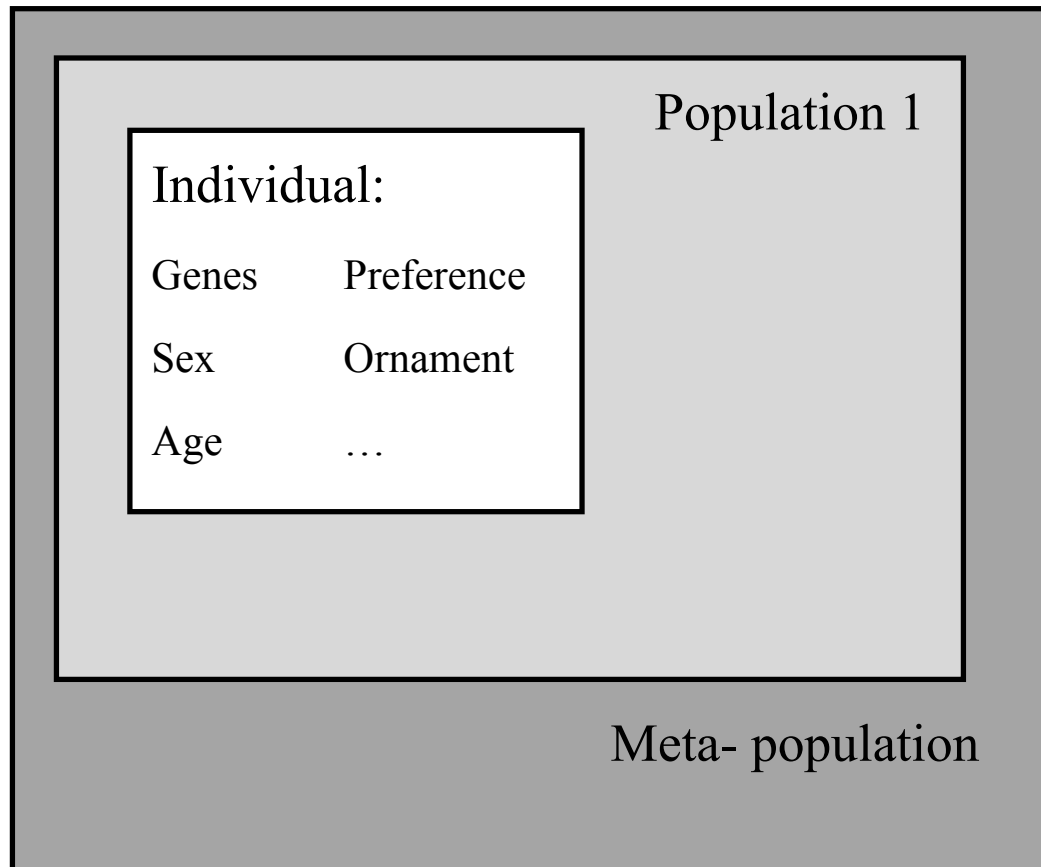 Population 1
Individual:
Genes Preference
Sex Ornament
Age …
Meta- population